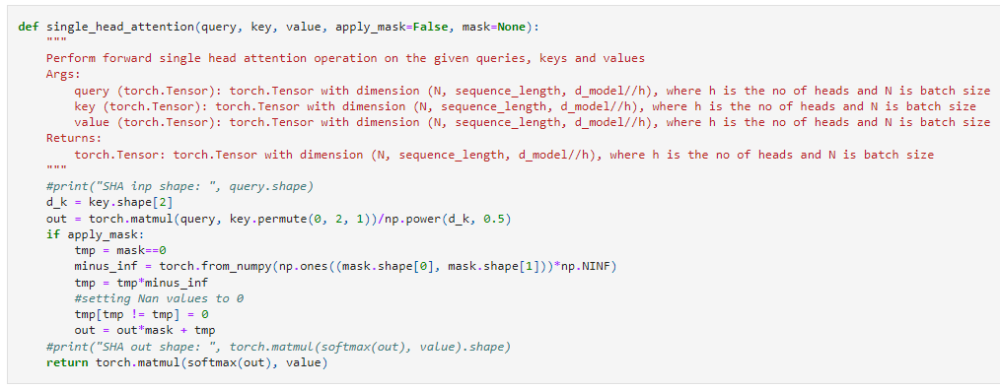 def single_head_attention(query, key, value, apply_mask=False, mask=None):
    """
    Perform forward single head attention operation on the given queries, keys and values
    Args:
        query (torch.Tensor): torch.Tensor with dimension (N, sequence_length, d_model//h), where h is the no of heads and N is batch size
        key (torch.Tensor): torch.Tensor with dimension (N, sequence_length, d_model//h), where h is the no of heads and N is batch size
        value (torch.Tensor): torch.Tensor with dimension (N, sequence_length, d_model//h), where h is the no of heads and N is batch size
    Returns:
        torch.Tensor: torch.Tensor with dimension (N, sequence_length, d_model//h), where h is the no of heads and N is batch size
    """
    #print("SHA inp shape: ", query.shape)
    d_k = key.shape[2]
    out = torch.matmul(query, key.permute(0, 2, 1))/np.power(d_k, 0.5)
    if apply_mask:
        tmp = mask==0
        minus_inf = torch.from_numpy(np.ones((mask.shape[0], mask.shape[1]))*np.NINF)
        tmp = tmp*minus_inf
        #setting Nan values to 0
        tmp[tmp != tmp] = 0
        out = out*mask + tmp
    #print("SHA out shape: ", torch.matmul(softmax(out), value).shape)
    return torch.matmul(softmax(out), value)